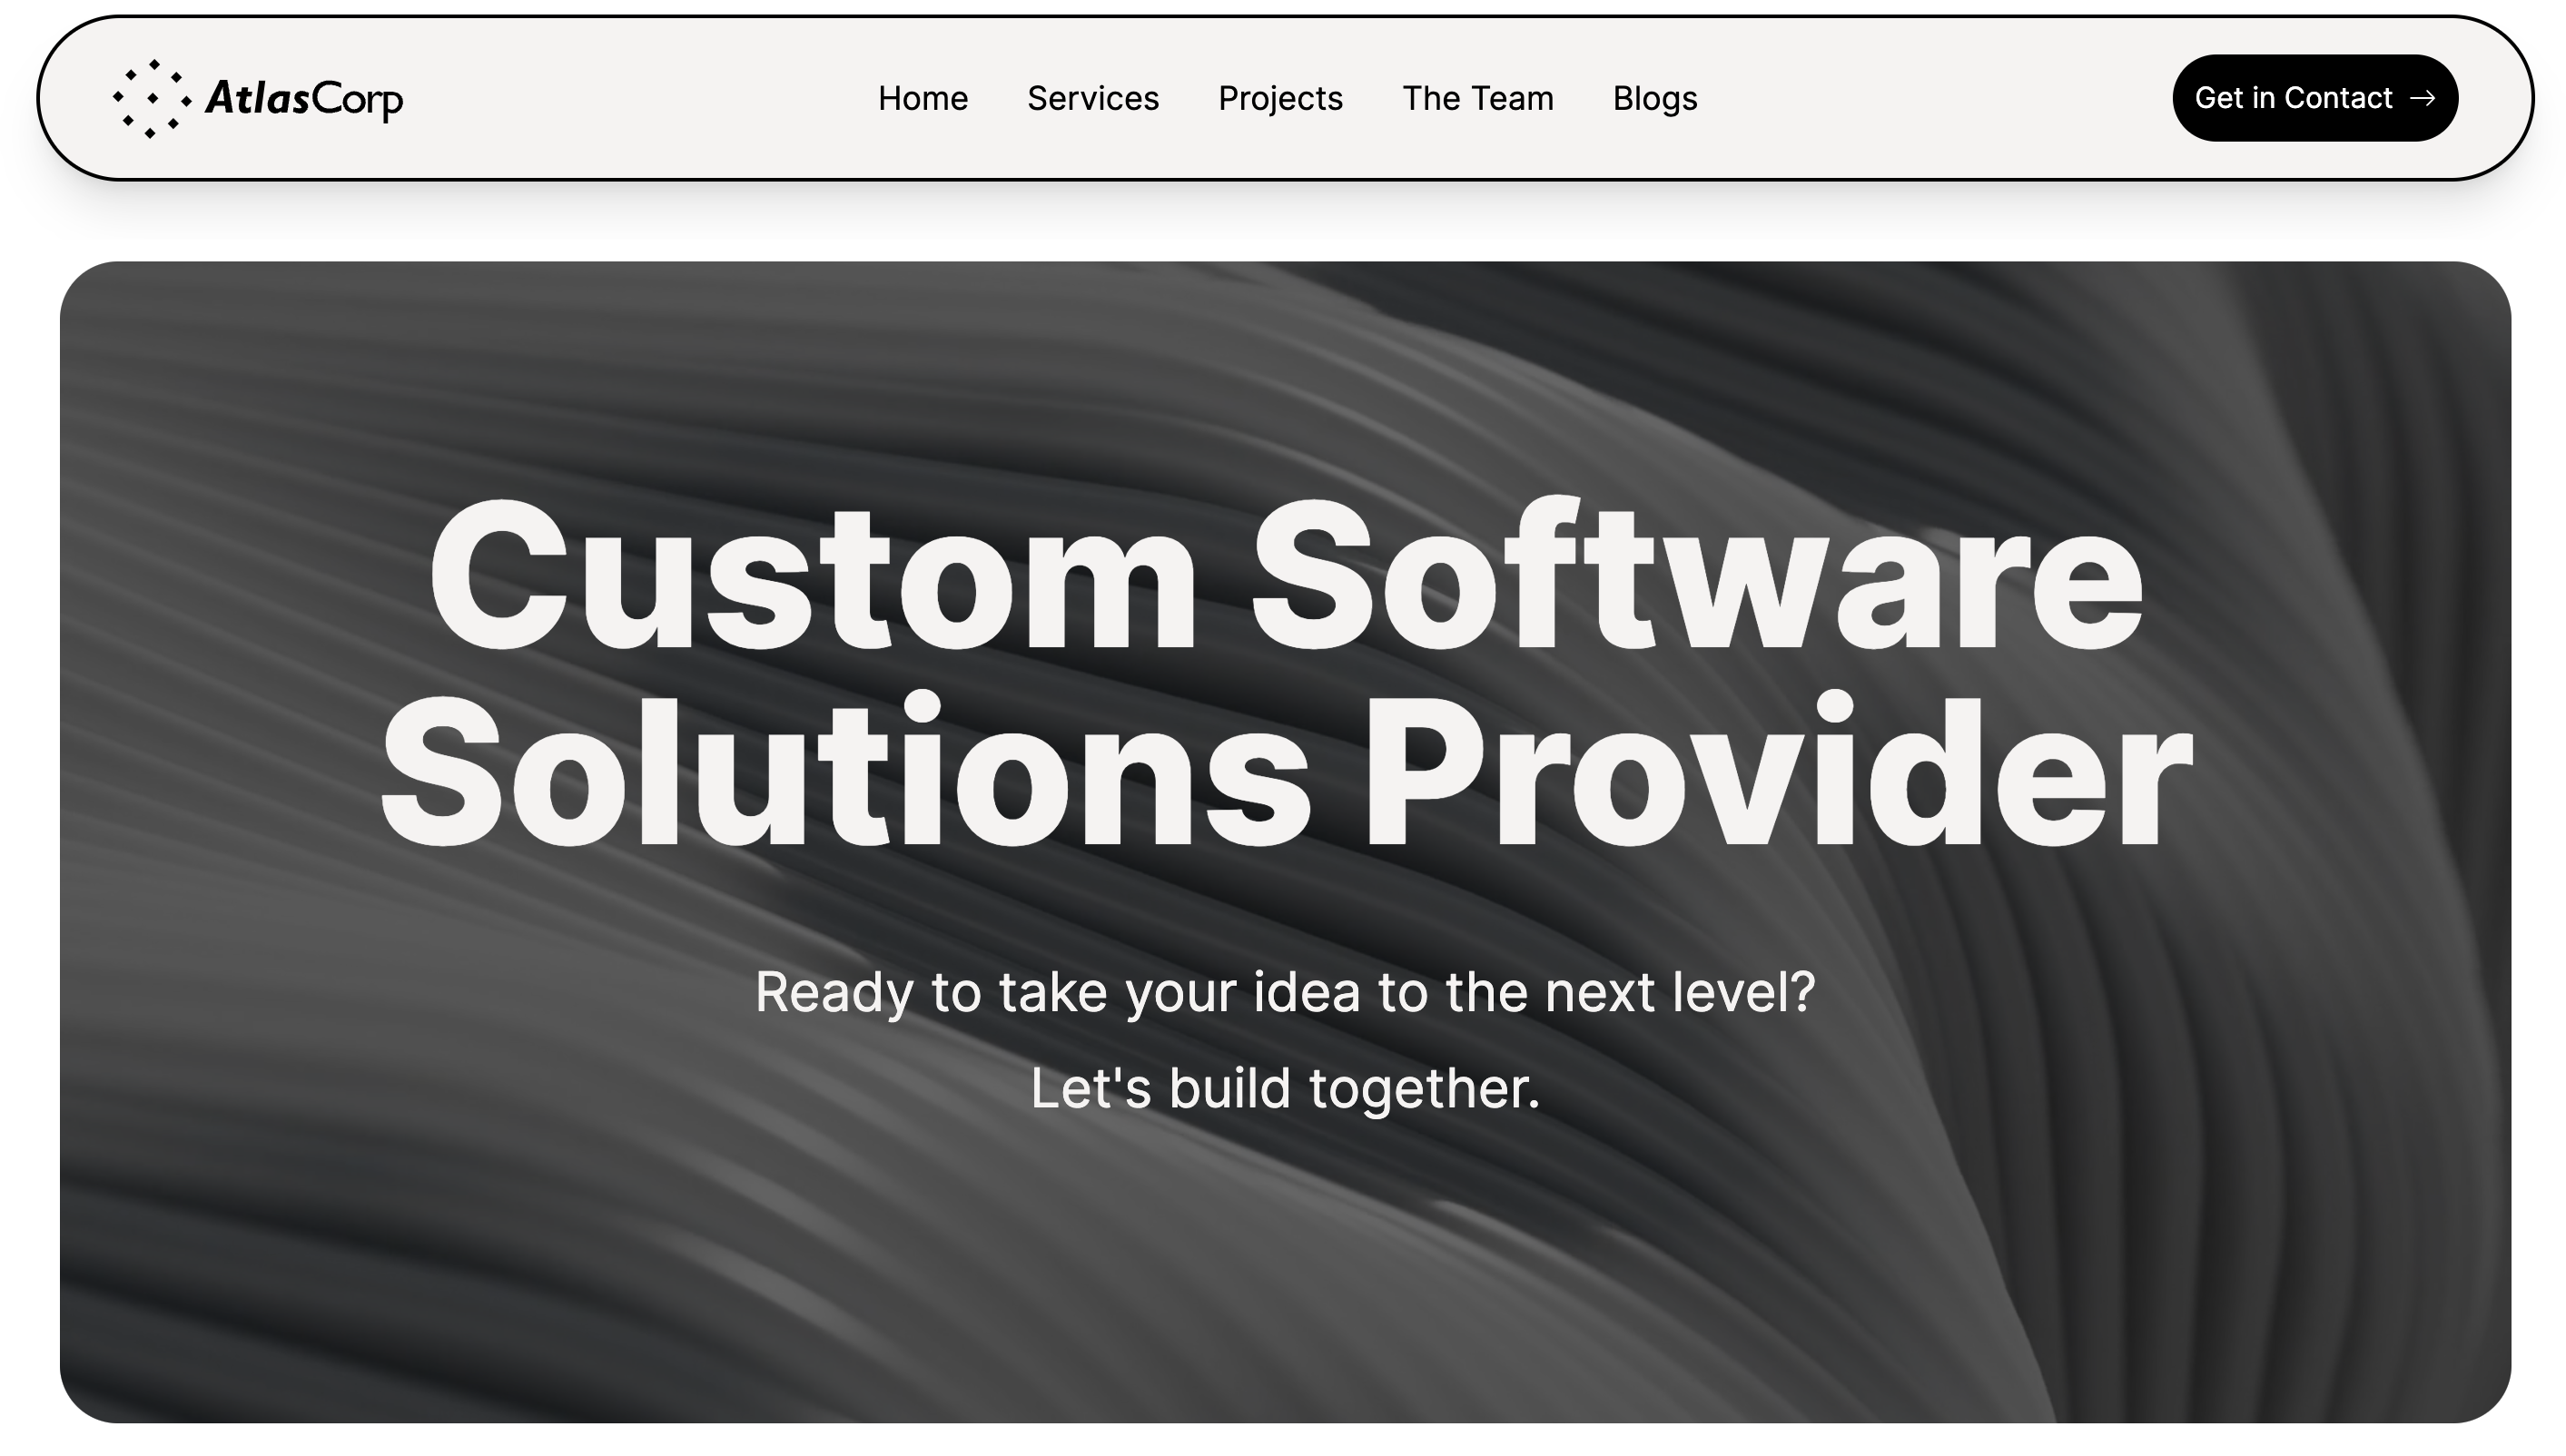 AtlasCorp
Home Services Projects The Team Blogs
Get in Contact →
Custom Software
Solutions Provider
Ready to take your idea to the next level?
Let's build together.